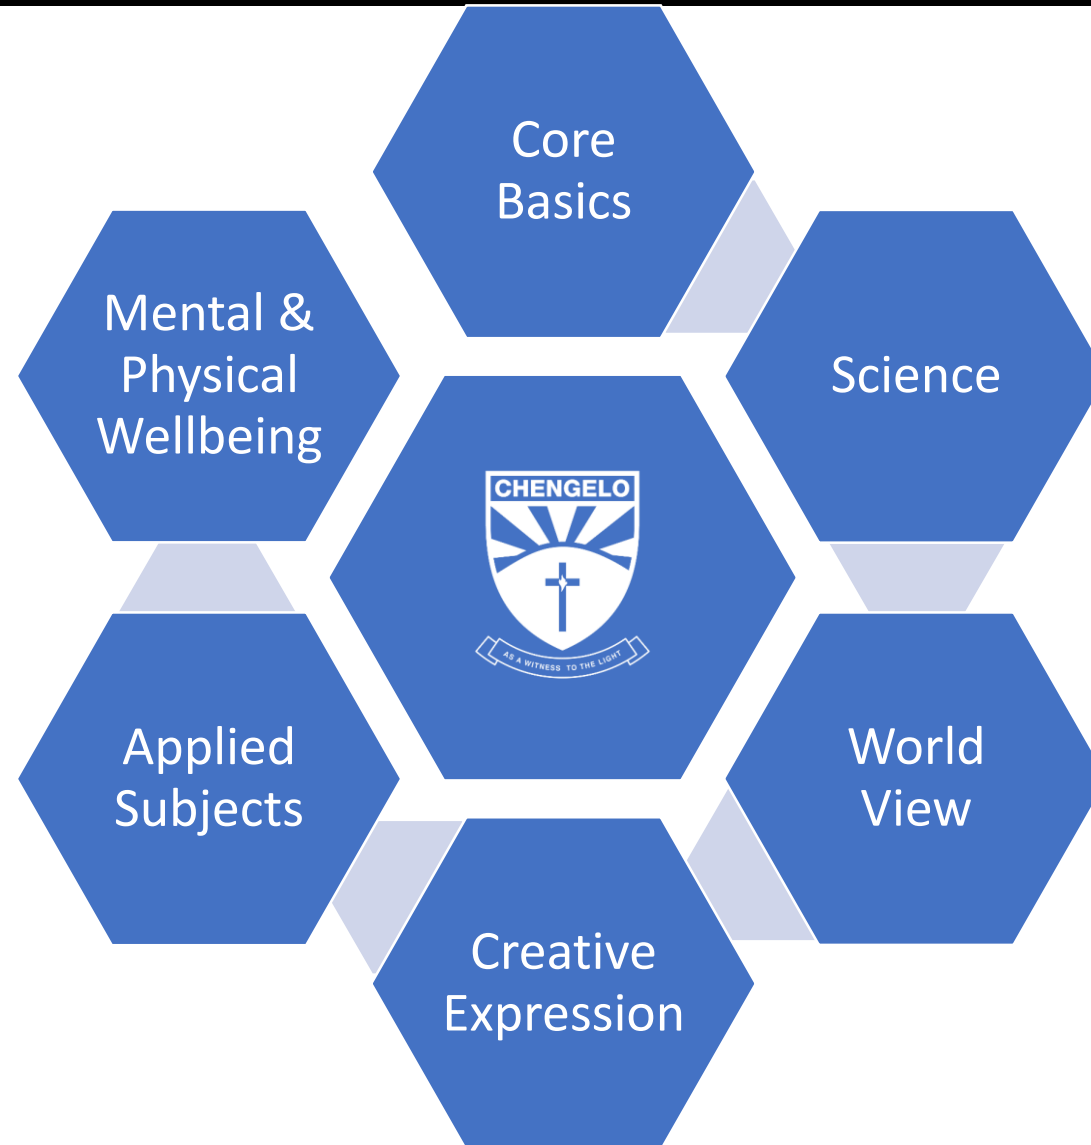 Core
Basics
Mental &
Physical
Wellbeing
Science
CHENGELO
AS A WITNESS TO THE LIGHT
Applied
Subjects
World
View
Creative
Expression